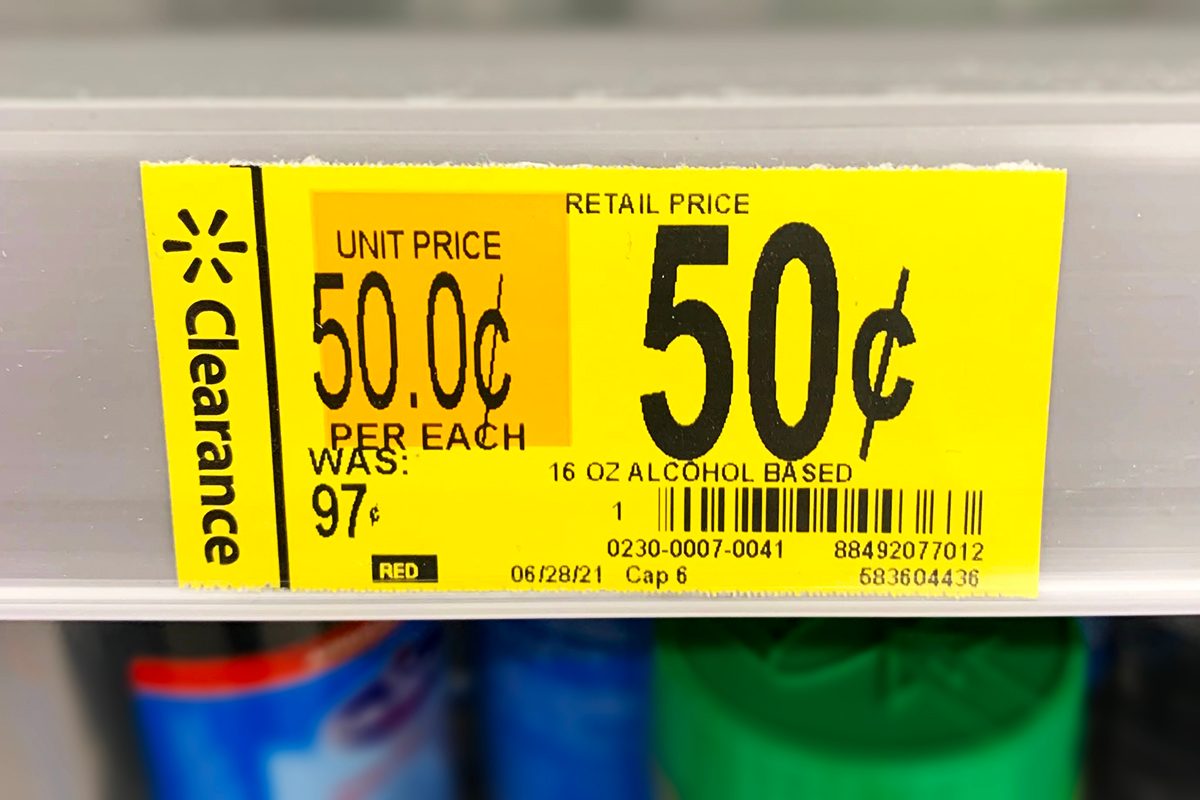 Clearance
RETAIL PRICE
UNIT PRICE
50.0¢
50¢
PER EACH
WAS:
97¢
16 OZ ALCOHOL BASED
1
0230-0007-0041 88492077012
RED
06/28/21 Cap 6 583604436